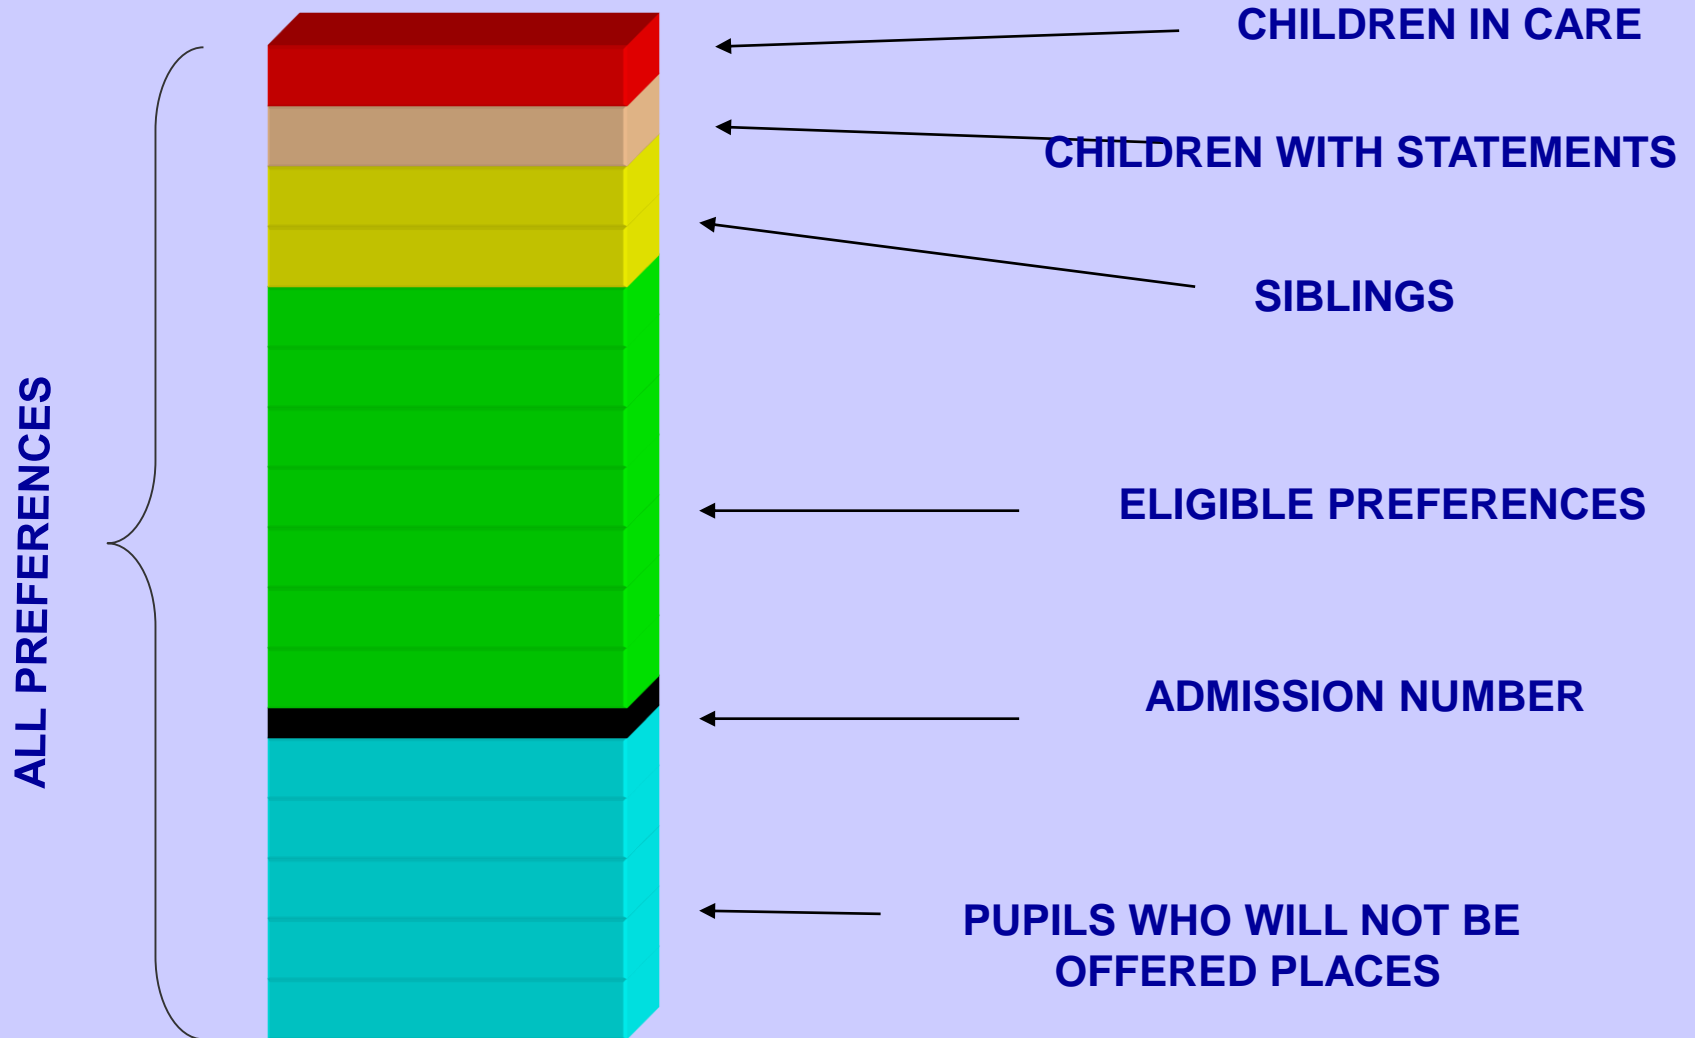 CHILDREN IN CARE
CHILDREN WITH STATEMENTS
SIBLINGS
ALL PREFERENCES
ELIGIBLE PREFERENCES
ADMISSION NUMBER
PUPILS WHO WILL NOT BE
OFFERED PLACES